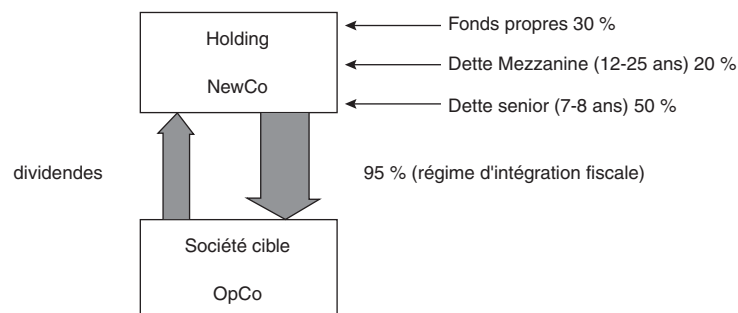 Holding
NewCo
Fonds propres 30 %
Dette Mezzanine (12-25 ans) 20 %
Dette senior (7-8 ans) 50 %
dividendes
95 % (régime d'intégration fiscale)
Société cible
OpCo